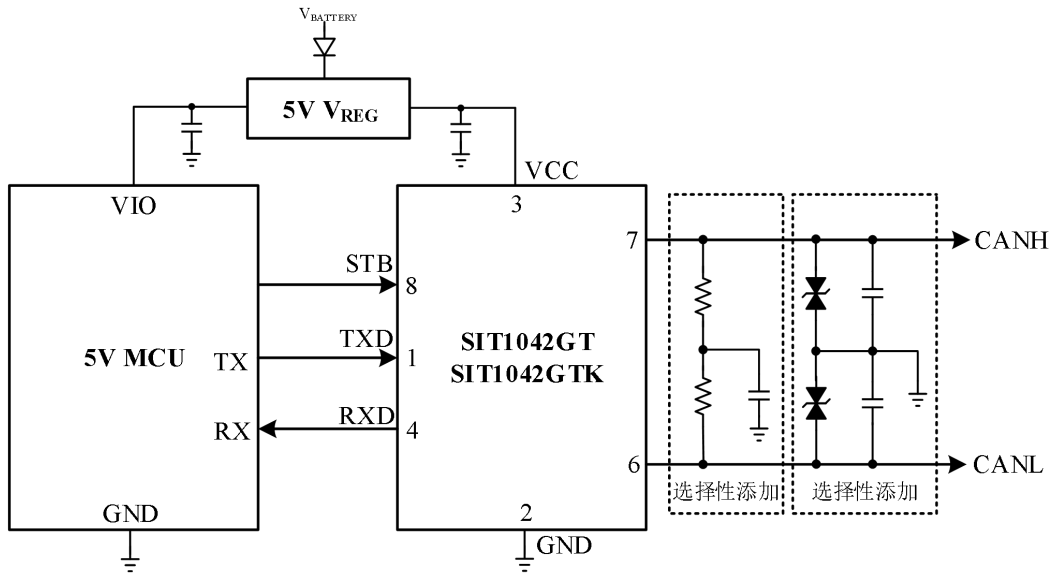 VBATTERY
5V VREG
VCC
VIO
3
7
CANH
STB
8
5V MCU
TX
TXD
1
SIT1042GT
SIT1042GTK
RX
RXD
4
6
CANL
选择性添加
选择性添加
GND
2
GND